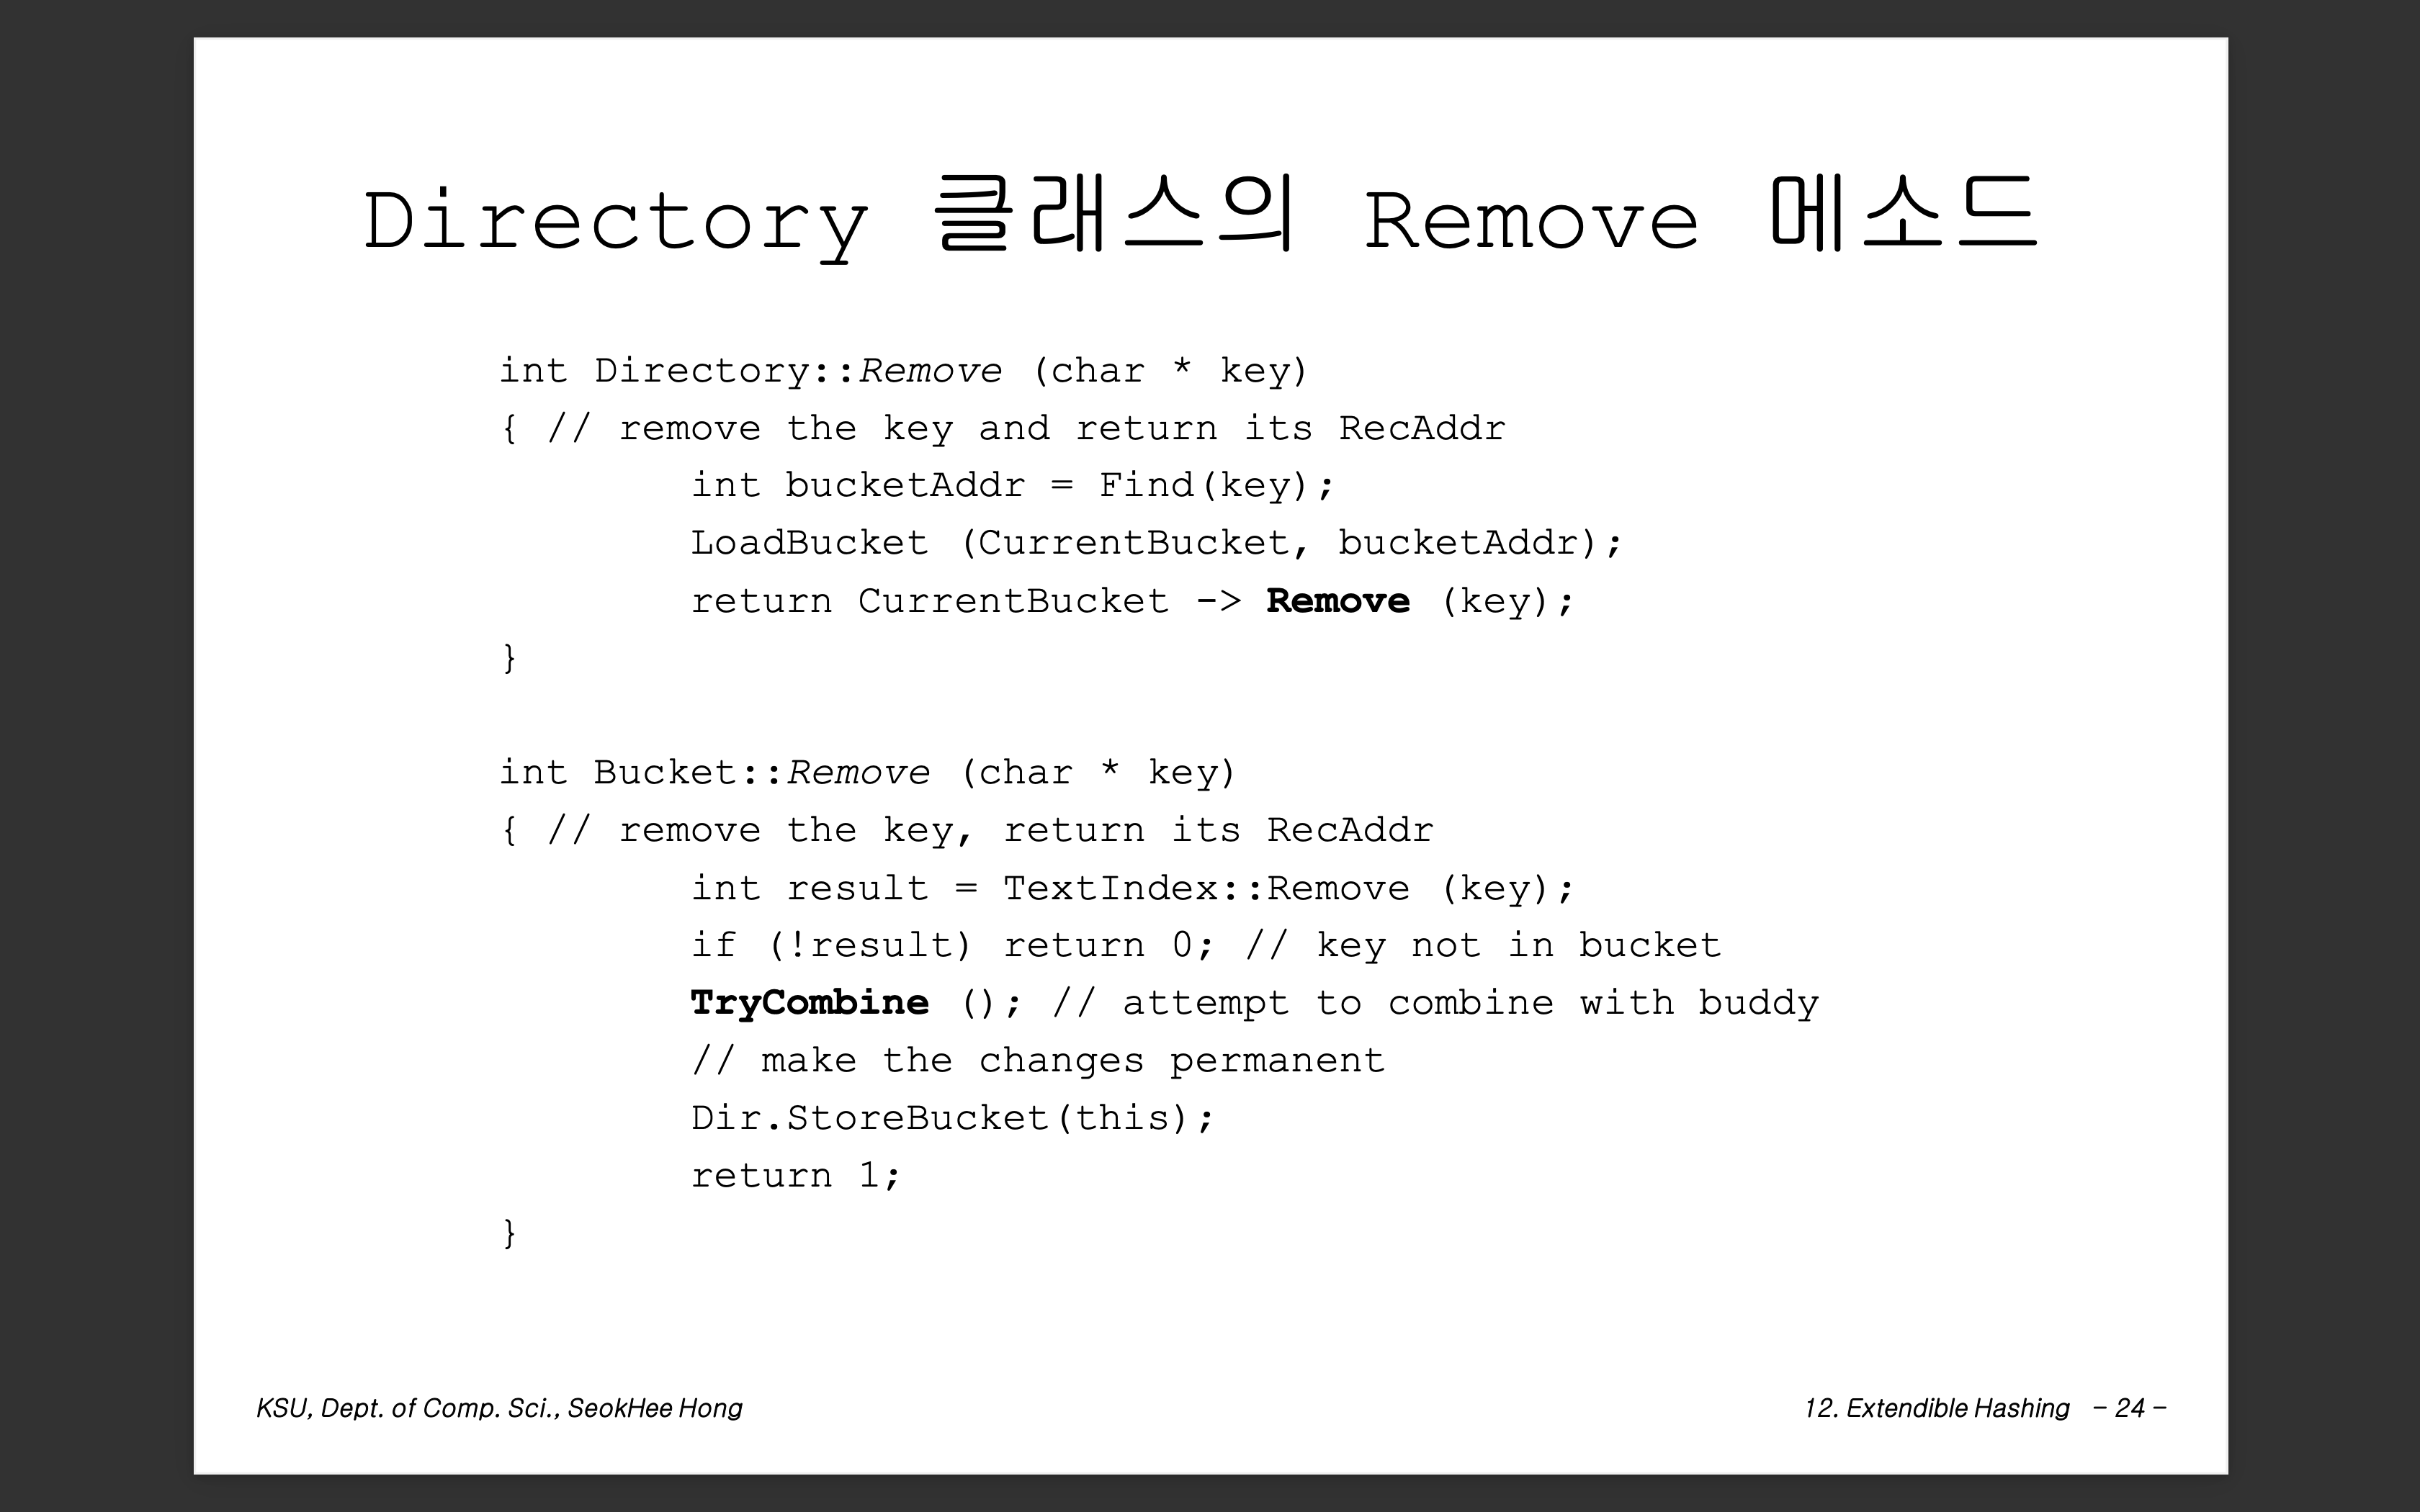 Directory 클래스의 Remove 메소드
int Directory::Remove (char * key)
{ // remove the key and return its RecAddr
int bucketAddr = Find(key);
LoadBucket (CurrentBucket, bucketAddr);
return CurrentBucket -> Remove (key);
}
int Bucket::Remove (char * key)
{ // remove the key, return its RecAddr
int result = TextIndex::Remove (key);
if (!result) return 0; // key not in bucket
TryCombine (); // attempt to combine with buddy
// make the changes permanent
Dir.StoreBucket(this);
return 1;
}
KSU, Dept. of Comp. Sci., SeokHee Hong
12. Extendible Hashing - 24 -